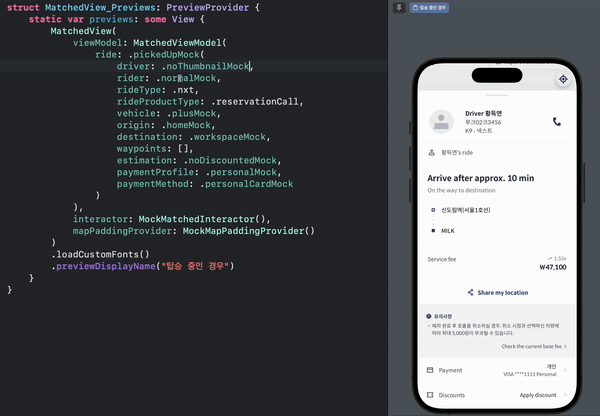 struct MatchedView_Previews: PreviewProvider {
static var previews: some View {
MatchedView(
viewModel: MatchedViewModel(
ride: .pickedUpMock(
driver: .noThumbnailMock,
rider: .normalMock,
rideType: .nxt,
rideProductType: .reservationCall,
vehicle: .plusMock,
origin: .homeMock,
destination: .workspaceMock,
waypoints: [],
estimation: .noDiscountedMock,
paymentProfile: .personalMock,
paymentMethod: .personalCardMock
)
),
interactor: MockMatchedInteractor(),
mapPaddingProvider: MockMapPaddingProvider()
)
.loadCustomFonts()
.previewDisplayName("탑승 중인 경우")
}
}
탑승 중인 경우
Driver 황득연
루크02크3456
K9 · 넥스트
황득연's ride
Arrive after approx. 10 min
On the way to destination
신도림역(서울1호선)
MILK
Service fee
1.53x
₩47,100
Share my location
유의사항
• 배차 완료 후 호출을 취소하실 경우, 취소 시점과 선택하신 차량에
따라 최대 5,000원이 부과될 수 있습니다.
Check the current base fee >
Payment
개인
VISA ****1111 Personal
Discounts
Apply discount